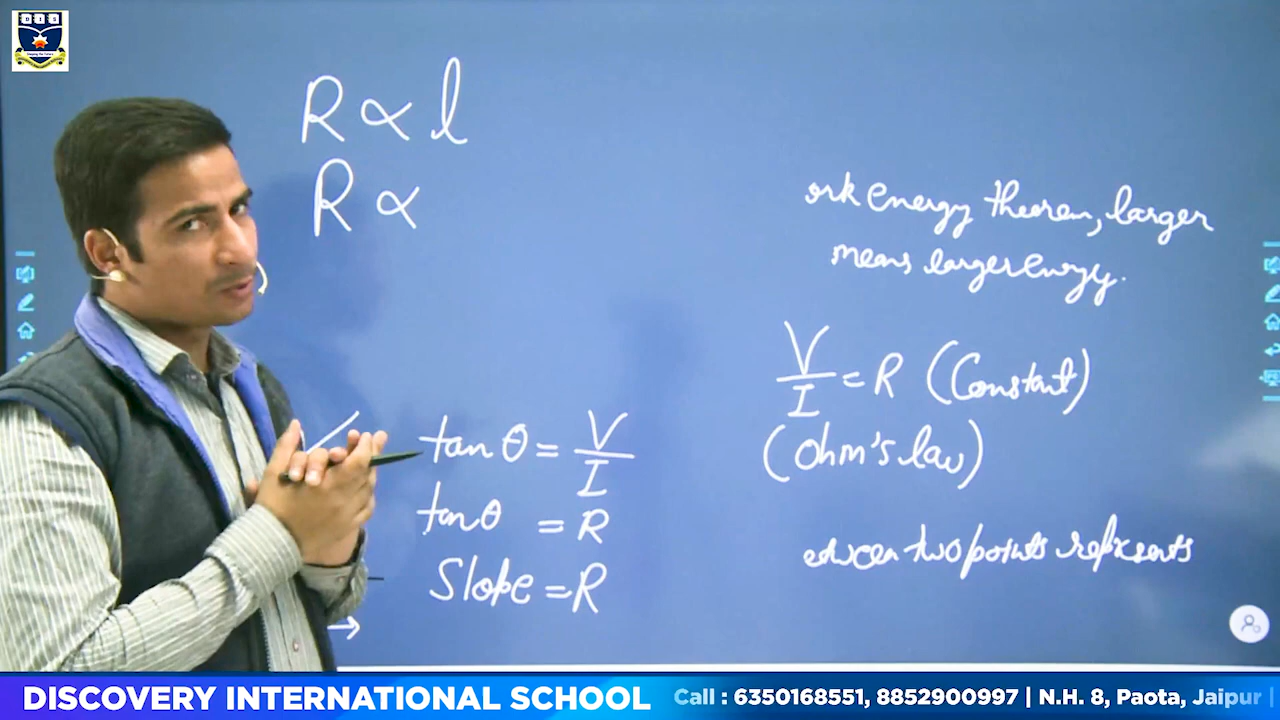 R ∝ l
R ∝
ork energy theorem, larger
means larger energy.
V/I = R (Constant)
(Ohm's law)
tan θ = V/I
tan θ = R
Slope = R
etween two points represents
DISCOVERY INTERNATIONAL SCHOOL
Call : 6350168551, 8852900997 | N.H. 8, Paota, Jaipur |